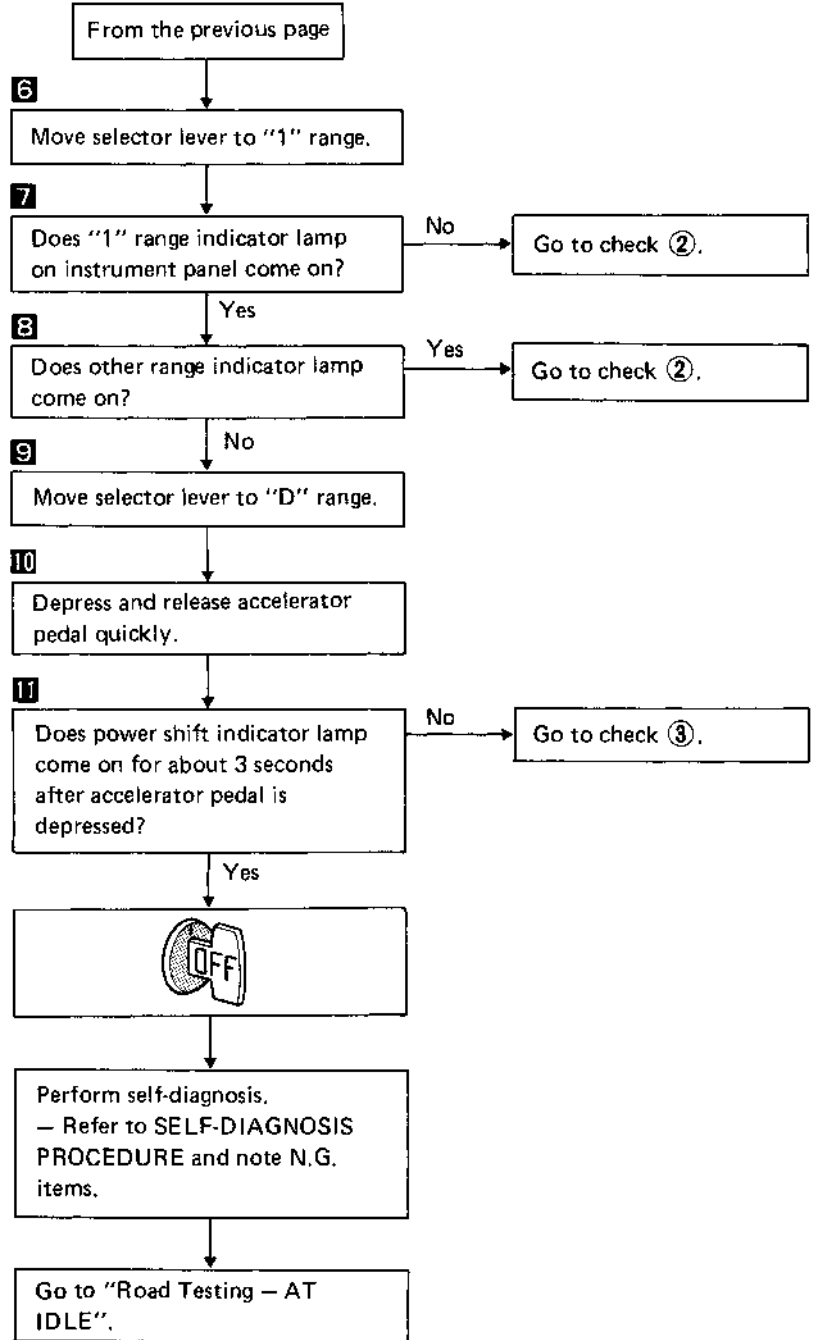 From the previous page
6
Move selector lever to "1" range.
7
Does "1" range indicator lamp
on instrument panel come on?
No
Go to check ②.
Yes
8
Does other range indicator lamp
come on?
Yes
Go to check ②.
No
9
Move selector lever to "D" range.
10
Depress and release accelerator
pedal quickly.
11
Does power shift indicator lamp
come on for about 3 seconds
after accelerator pedal is
depressed?
No
Go to check ③.
Yes
OFF
Perform self-diagnosis.
— Refer to SELF-DIAGNOSIS
PROCEDURE and note N.G.
items.
Go to "Road Testing — AT
IDLE".